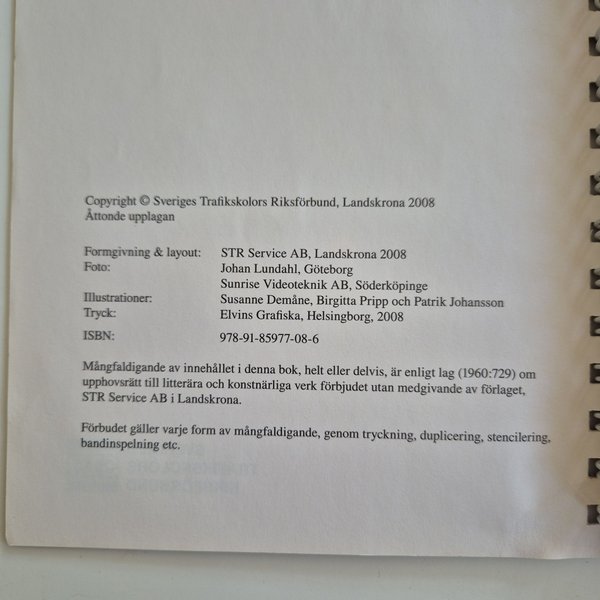 Copyright © Sveriges Trafikskolors Riksförbund, Landskrona 2008
Åttonde upplagan
Formgivning & layout: STR Service AB, Landskrona 2008
Foto: Johan Lundahl, Göteborg
Sunrise Videoteknik AB, Söderköpinge
Illustrationer: Susanne Demåne, Birgitta Pripp och Patrik Johansson
Tryck: Elvins Grafiska, Helsingborg, 2008
ISBN: 978-91-85977-08-6
Mångfaldigande av innehållet i denna bok, helt eller delvis, är enligt lag (1960:729) om
upphovsrätt till litterära och konstnärliga verk förbjudet utan medgivande av förlaget,
STR Service AB i Landskrona.
Förbudet gäller varje form av mångfaldigande, genom tryckning, duplicering, stencilering,
bandinspelning etc.